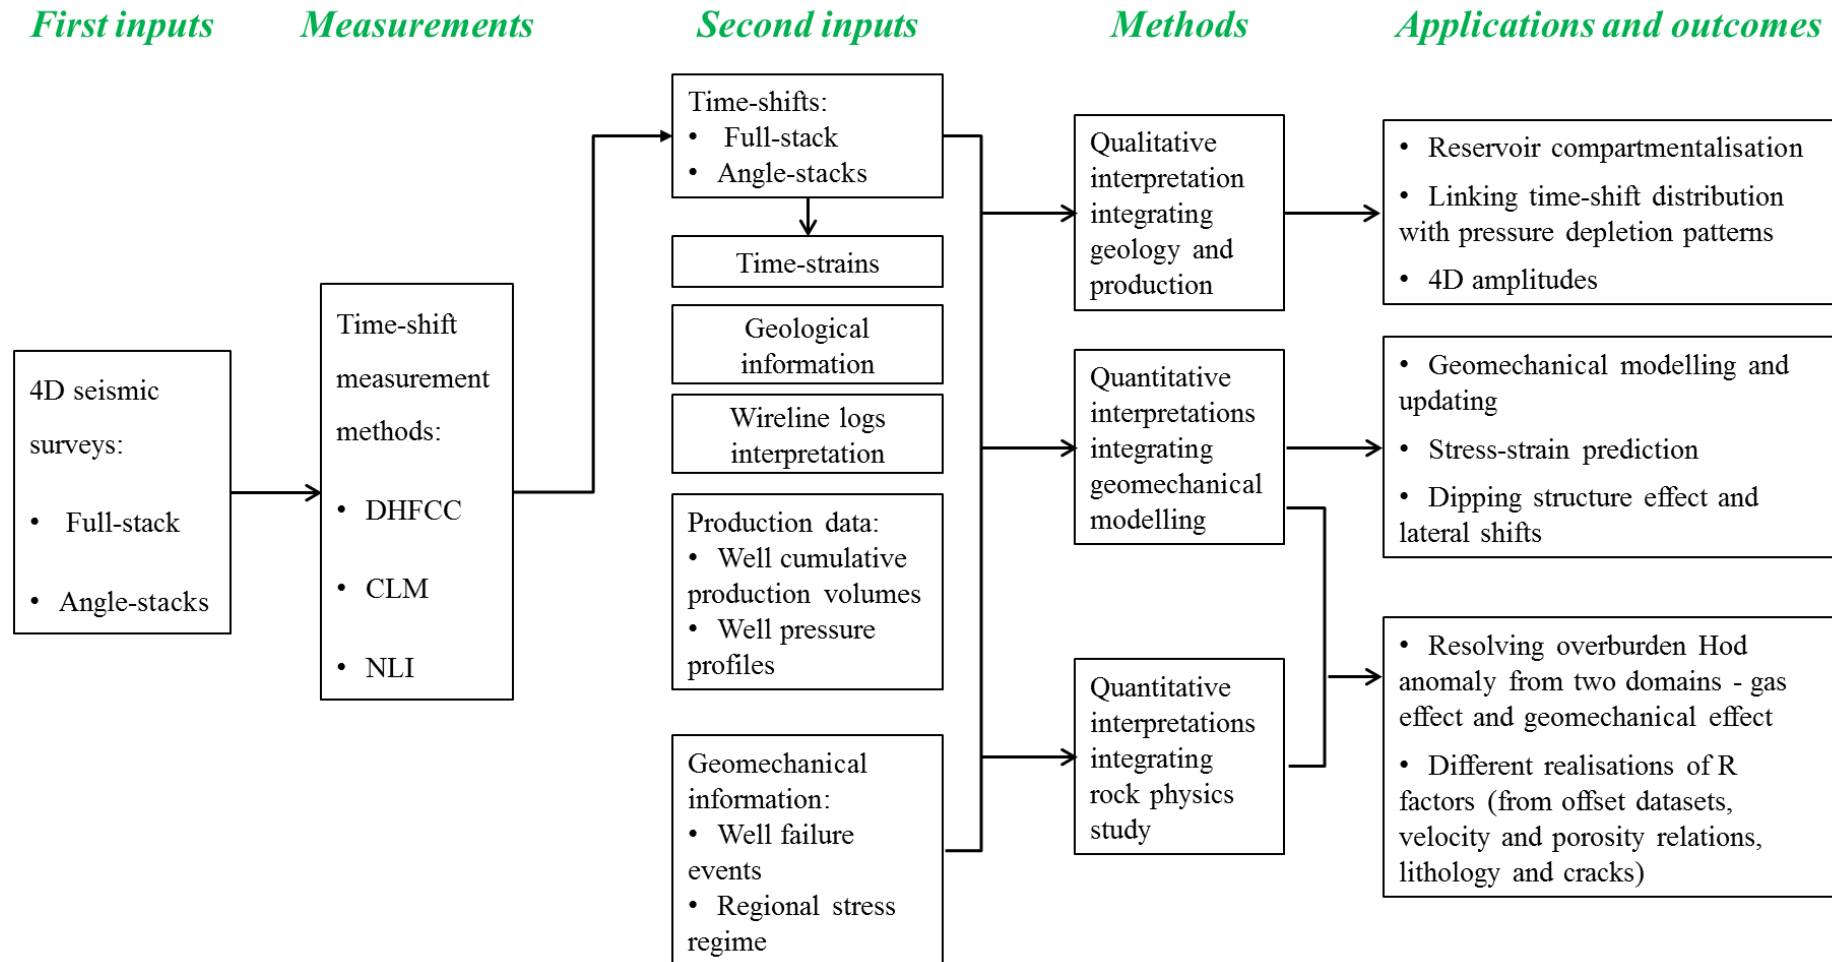 First inputs
Measurements
Second inputs
Methods
Applications and outcomes
4D seismic
surveys:
• Full-stack
• Angle-stacks
Time-shift
measurement
methods:
• DHFCC
• CLM
• NLI
Time-shifts:
• Full-stack
• Angle-stacks
Time-strains
Geological
information
Wireline logs
interpretation
Production data:
• Well cumulative
production volumes
• Well pressure
profiles
Geomechanical
information:
• Well failure
events
• Regional stress
regime
Qualitative
interpretation
integrating
geology and
production
Quantitative
interpretations
integrating
geomechanical
modelling
Quantitative
interpretations
integrating
rock physics
study
• Reservoir compartmentalisation
• Linking time-shift distribution
with pressure depletion patterns
• 4D amplitudes
• Geomechanical modelling and
updating
• Stress-strain prediction
• Dipping structure effect and
lateral shifts
• Resolving overburden Hod
anomaly from two domains - gas
effect and geomechanical effect
• Different realisations of R
factors (from offset datasets,
velocity and porosity relations,
lithology and cracks)